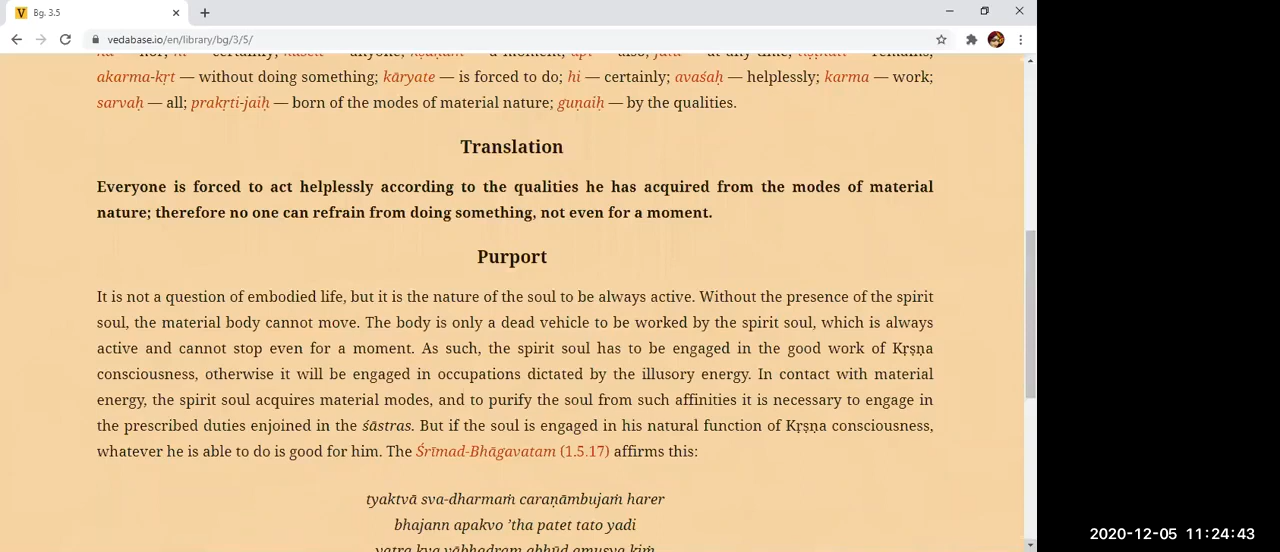 Bg. 3.5
vedabase.io/en/library/bg/3/5/
akarma-kṛt — without doing something; kāryate — is forced to do; hi — certainly; avaśaḥ — helplessly; karma — work;
sarvaḥ — all; prakṛti-jaiḥ — born of the modes of material nature; guṇaiḥ — by the qualities.
Translation
Everyone is forced to act helplessly according to the qualities he has acquired from the modes of material
nature; therefore no one can refrain from doing something, not even for a moment.
Purport
It is not a question of embodied life, but it is the nature of the soul to be always active. Without the presence of the spirit
soul, the material body cannot move. The body is only a dead vehicle to be worked by the spirit soul, which is always
active and cannot stop even for a moment. As such, the spirit soul has to be engaged in the good work of Kṛṣṇa
consciousness, otherwise it will be engaged in occupations dictated by the illusory energy. In contact with material
energy, the spirit soul acquires material modes, and to purify the soul from such affinities it is necessary to engage in
the prescribed duties enjoined in the śāstras. But if the soul is engaged in his natural function of Kṛṣṇa consciousness,
whatever he is able to do is good for him. The Śrīmad-Bhāgavatam (1.5.17) affirms this:
tyaktvā sva-dharmaṁ caraṇāmbujaṁ harer
bhajann apakvo ’tha patet tato yadi
2020-12-05 11:24:43